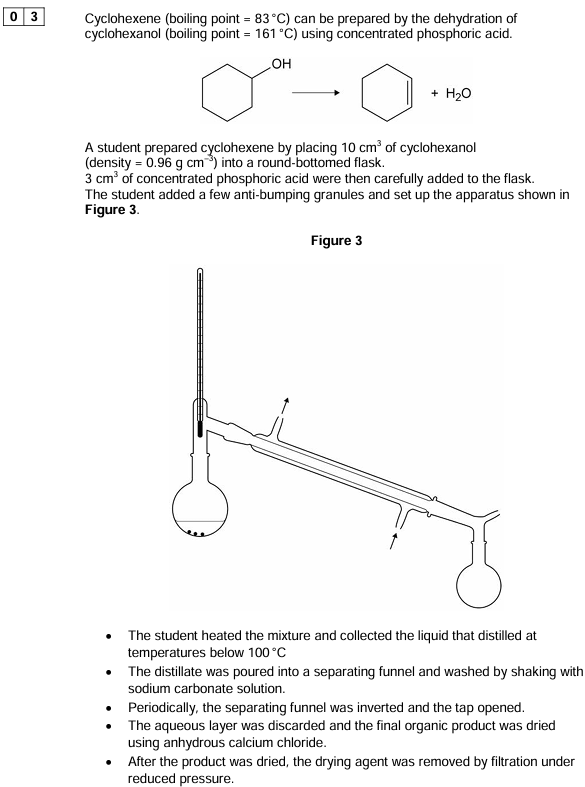 0 3
Cyclohexene (boiling point = 83 °C) can be prepared by the dehydration of
cyclohexanol (boiling point = 161 °C) using concentrated phosphoric acid.
OH
+ H₂O
A student prepared cyclohexene by placing 10 cm³ of cyclohexanol
(density = 0.96 g cm⁻³) into a round-bottomed flask.
3 cm³ of concentrated phosphoric acid were then carefully added to the flask.
The student added a few anti-bumping granules and set up the apparatus shown in
Figure 3.
Figure 3
• The student heated the mixture and collected the liquid that distilled at
temperatures below 100 °C
• The distillate was poured into a separating funnel and washed by shaking with
sodium carbonate solution.
• Periodically, the separating funnel was inverted and the tap opened.
• The aqueous layer was discarded and the final organic product was dried
using anhydrous calcium chloride.
• After the product was dried, the drying agent was removed by filtration under
reduced pressure.